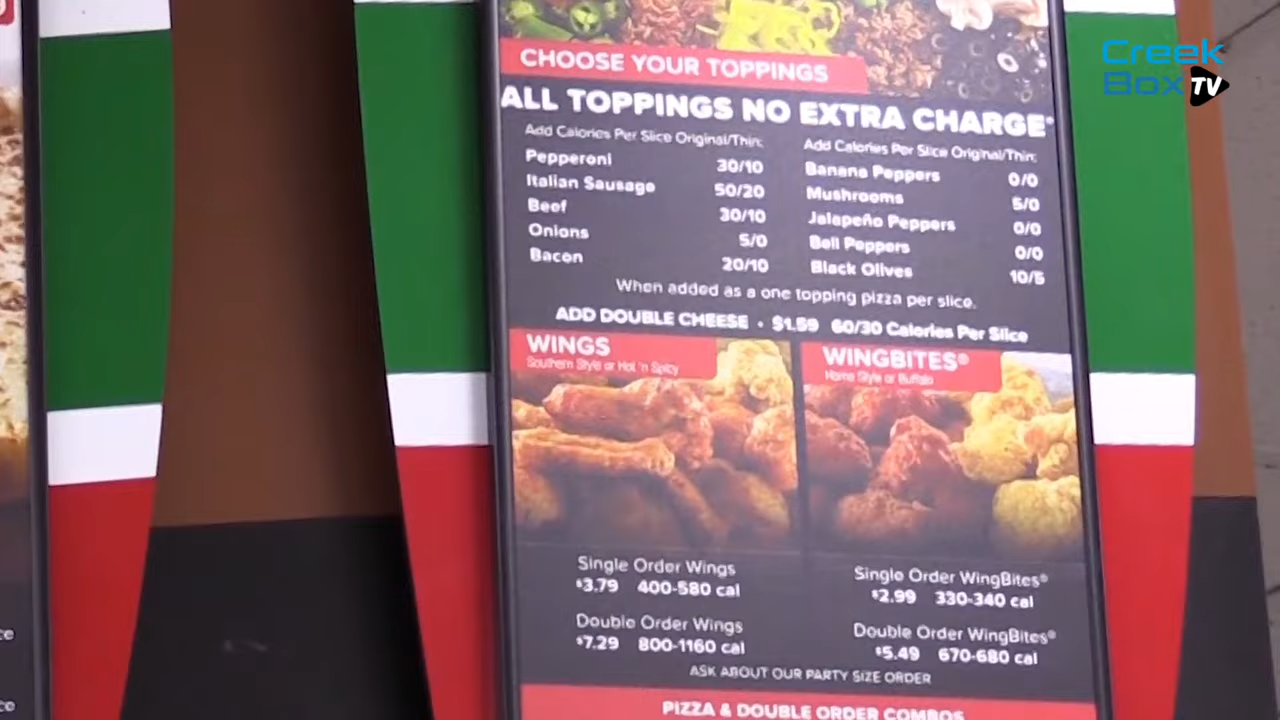 Creek
Box TV
CHOOSE YOUR TOPPINGS
ALL TOPPINGS NO EXTRA CHARGE*
Add Calories Per Slice Original/Thin:
Pepperoni 30/10
Italian Sausage 50/20
Beef 30/10
Onions 5/0
Bacon 20/10
Add Calories Per Slice Original/Thin:
Banana Peppers 0/0
Mushrooms 5/0
Jalapeño Peppers 0/0
Bell Peppers 0/0
Black Olives 10/5
When added as a one topping pizza per slice.
ADD DOUBLE CHEESE • $1.59 60/30 Calories Per Slice
WINGS
Southern Style or Hot 'n Spicy
WINGBITES®
Home Style or Buffalo
Single Order Wings
$3.79 400-580 cal
Double Order Wings
$7.29 800-1160 cal
Single Order WingBites®
$2.99 330-340 cal
Double Order WingBites®
$5.49 670-680 cal
ASK ABOUT OUR PARTY SIZE ORDER
PIZZA & DOUBLE ORDER COMBOS